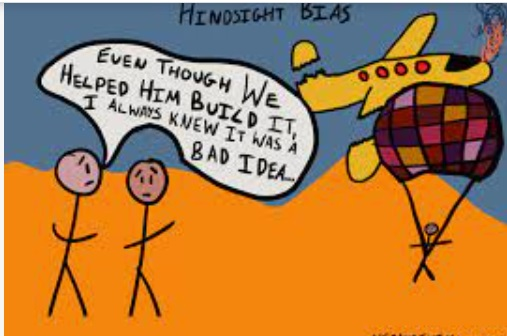 HINDSIGHT BIAS
EVEN THOUGH WE
HELPED HIM BUILD IT,
I ALWAYS KNEW IT WAS A
BAD IDEA...